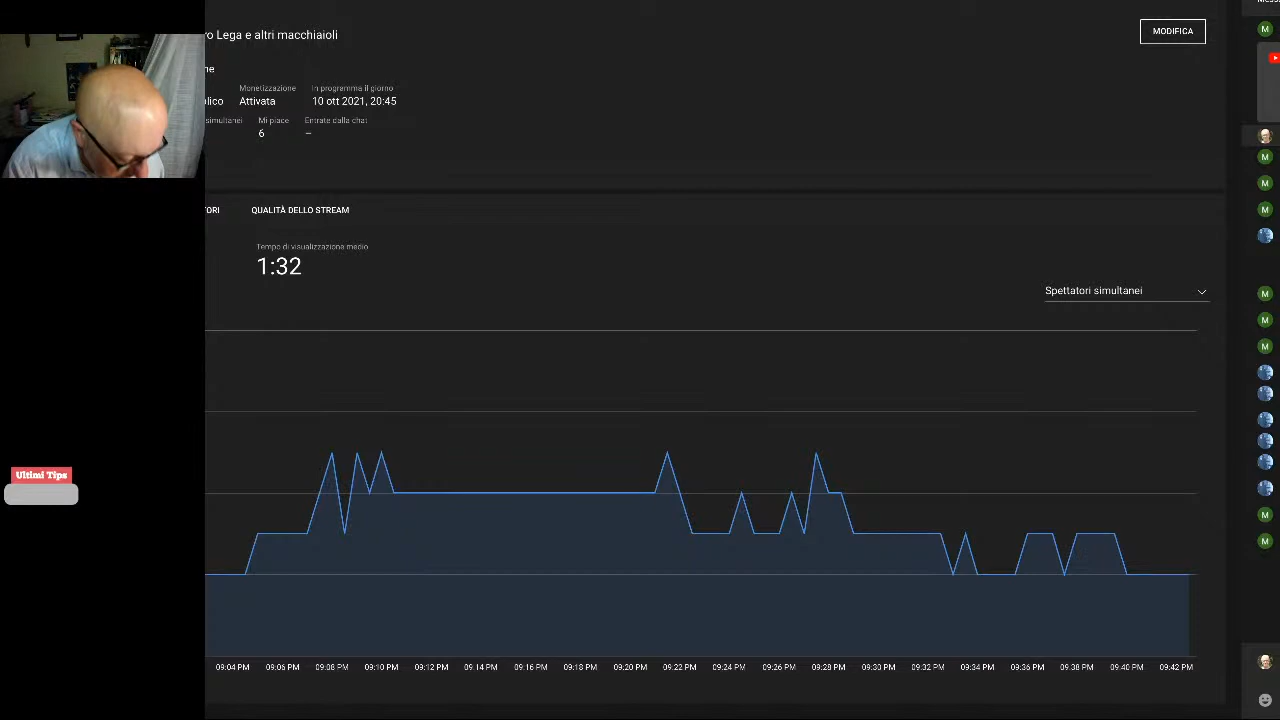 ro Lega e altri macchiaioli
MODIFICA
ne
Monetizzazione
In programma il giorno
olico
Attivata
10 ott 2021, 20:45
simultanei
Mi piace
Entrate dalla chat
6
–
TORI
QUALITÀ DELLO STREAM
Tempo di visualizzazione medio
1:32
Spettatori simultanei
Ultimi Tips
09:04 PM 09:06 PM 09:08 PM 09:10 PM 09:12 PM 09:14 PM 09:16 PM 09:18 PM 09:20 PM 09:22 PM 09:24 PM 09:26 PM 09:28 PM 09:30 PM 09:32 PM 09:34 PM 09:36 PM 09:38 PM 09:40 PM 09:42 PM
M
M
M
M
M
M
M
M
M